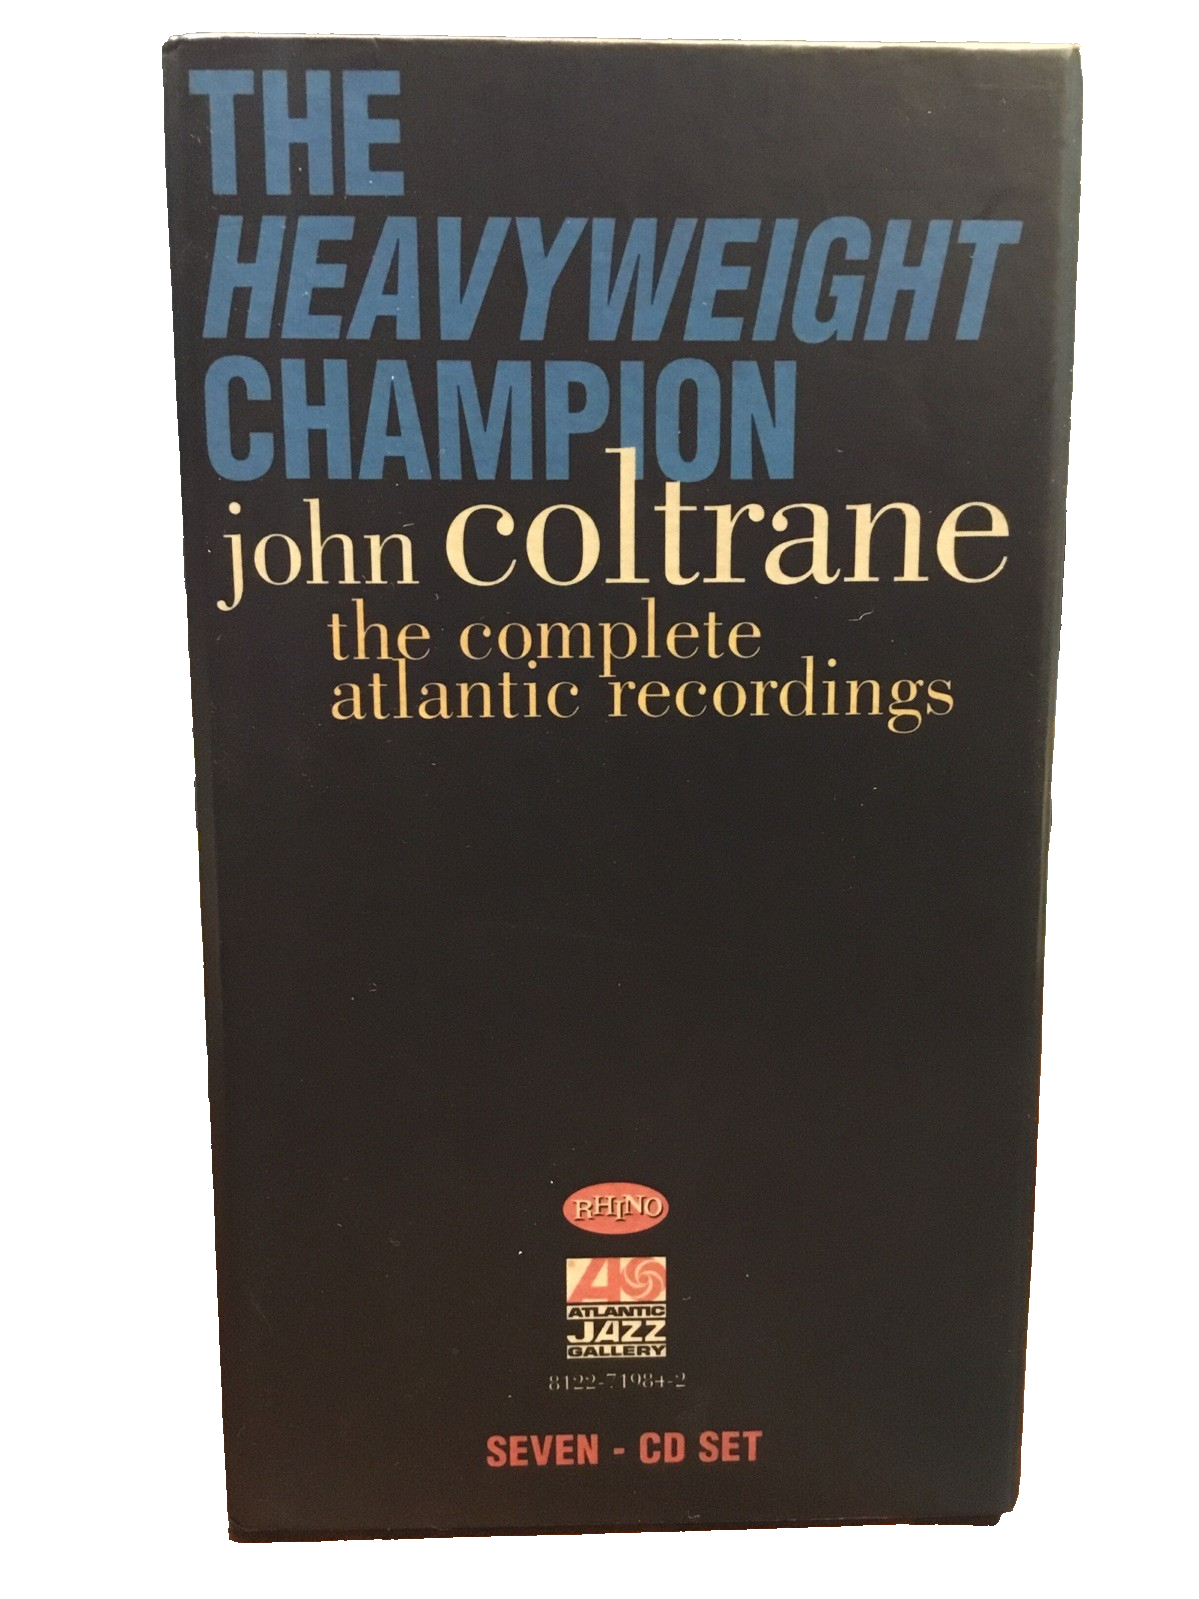 THE
HEAVYWEIGHT
CHAMPION
john coltrane
the complete
atlantic recordings
RHINO
A
ATLANTIC
JAZZ
GALLERY
8122-71984-2
SEVEN - CD SET